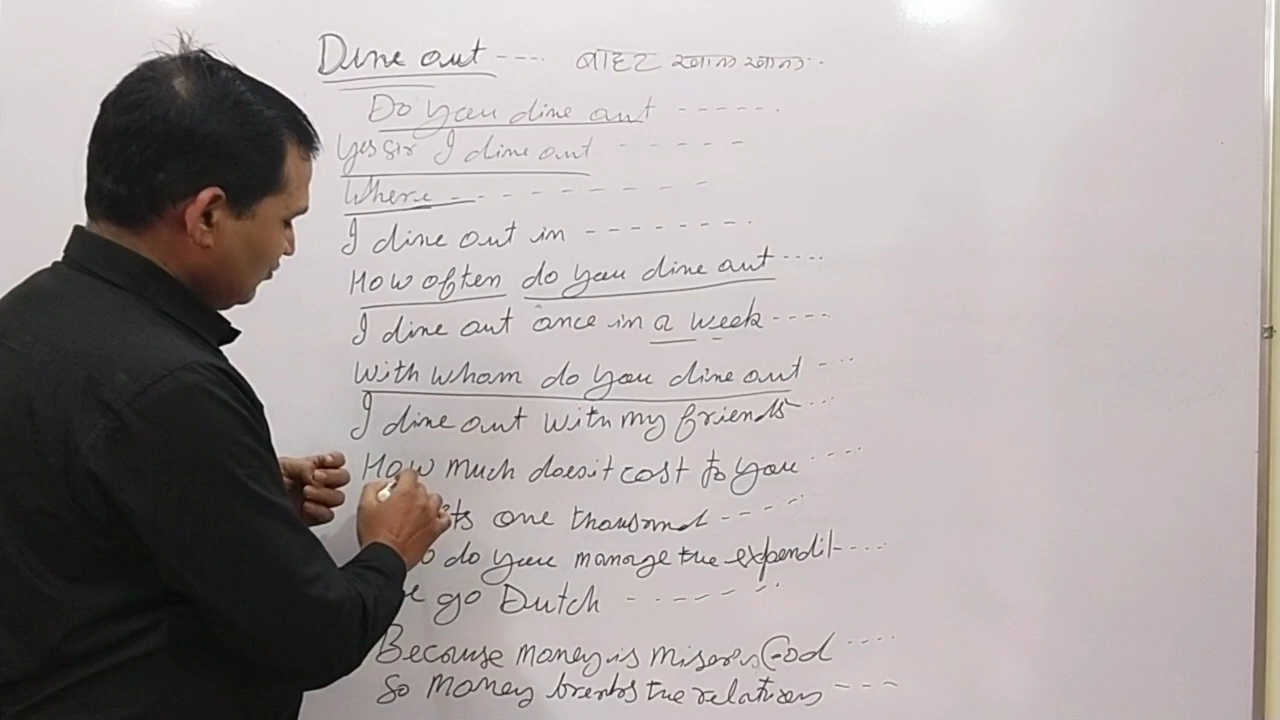 Dine out ---- बाहर खाना खाना..
Do you dine out ------.
Yes sir I dine out -----
Where ---------
I dine out in --------.
How often do you dine out ....
I dine out once in a week ----
With whom do you dine out ...
I dine out with my friends ...
How much does it cost to you ....
ts one thousand -----
o do you manage the expendit....
go Dutch ------
Because money is misers God ....
So money breaks the relations ---